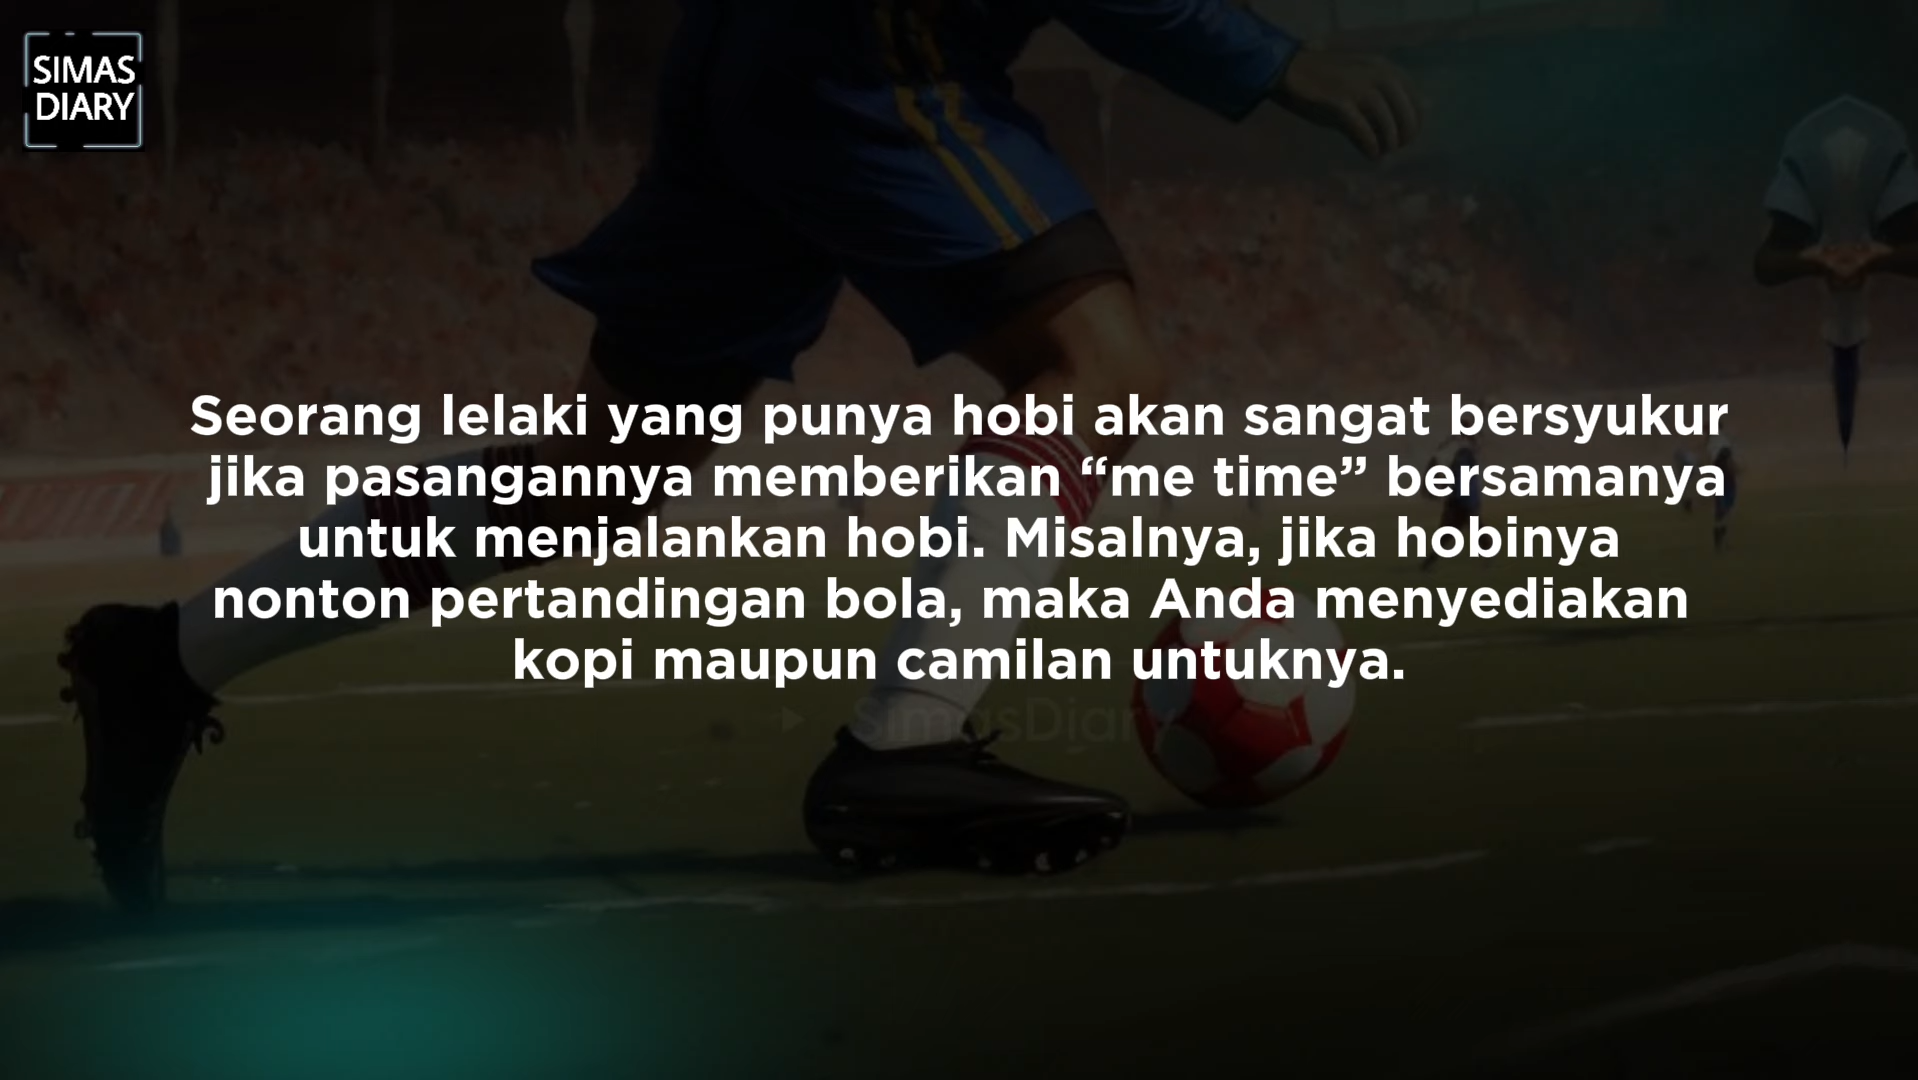 SIMAS
DIARY
Seorang lelaki yang punya hobi akan sangat bersyukur
jika pasangannya memberikan “me time” bersamanya
untuk menjalankan hobi. Misalnya, jika hobinya
nonton pertandingan bola, maka Anda menyediakan
kopi maupun camilan untuknya.
SimasDiary